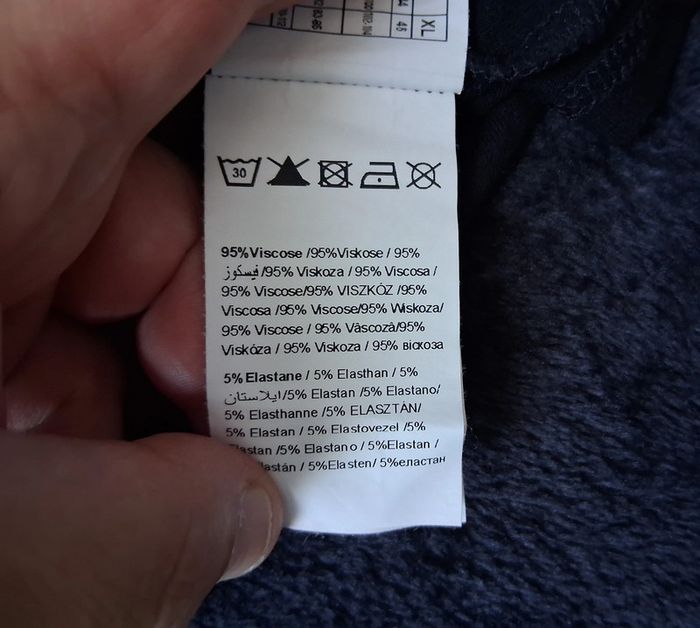 XL
48
30
95%Viscose /95%Viskose / 95%
فيسكوز /95% Viskoza / 95% Viscosa /
95% Viscose/95% VISZKÓZ /95%
Viscosa /95% Viscose/95% Wiskoza/
95% Viscose / 95% Vâscozà/95%
Viskóza / 95% Viskoza / 95% віскоза
5% Elastane / 5% Elasthan / 5%
ايلاستان/5% Elastan /5% Elastano/
5% Elasthanne /5% ELASZTÁN/
5% Elastan / 5% Elastovezel /5%
Elastan /5% Elastano / 5%Elastan /
5%Elasten/ 5%еластан